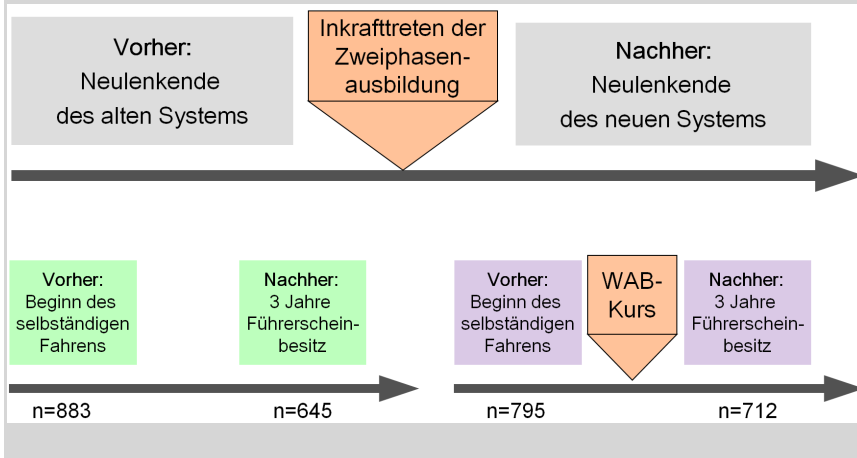 Vorher:
Neulenkende
des alten Systems
Inkrafttreten der
Zweiphasen-
ausbildung
Nachher:
Neulenkende
des neuen Systems
Vorher:
Beginn des
selbständigen
Fahrens
Nachher:
3 Jahre
Führerschein-
besitz
Vorher:
Beginn des
selbständigen
Fahrens
WAB-
Kurs
Nachher:
3 Jahre
Führerschein-
besitz
n=883
n=645
n=795
n=712